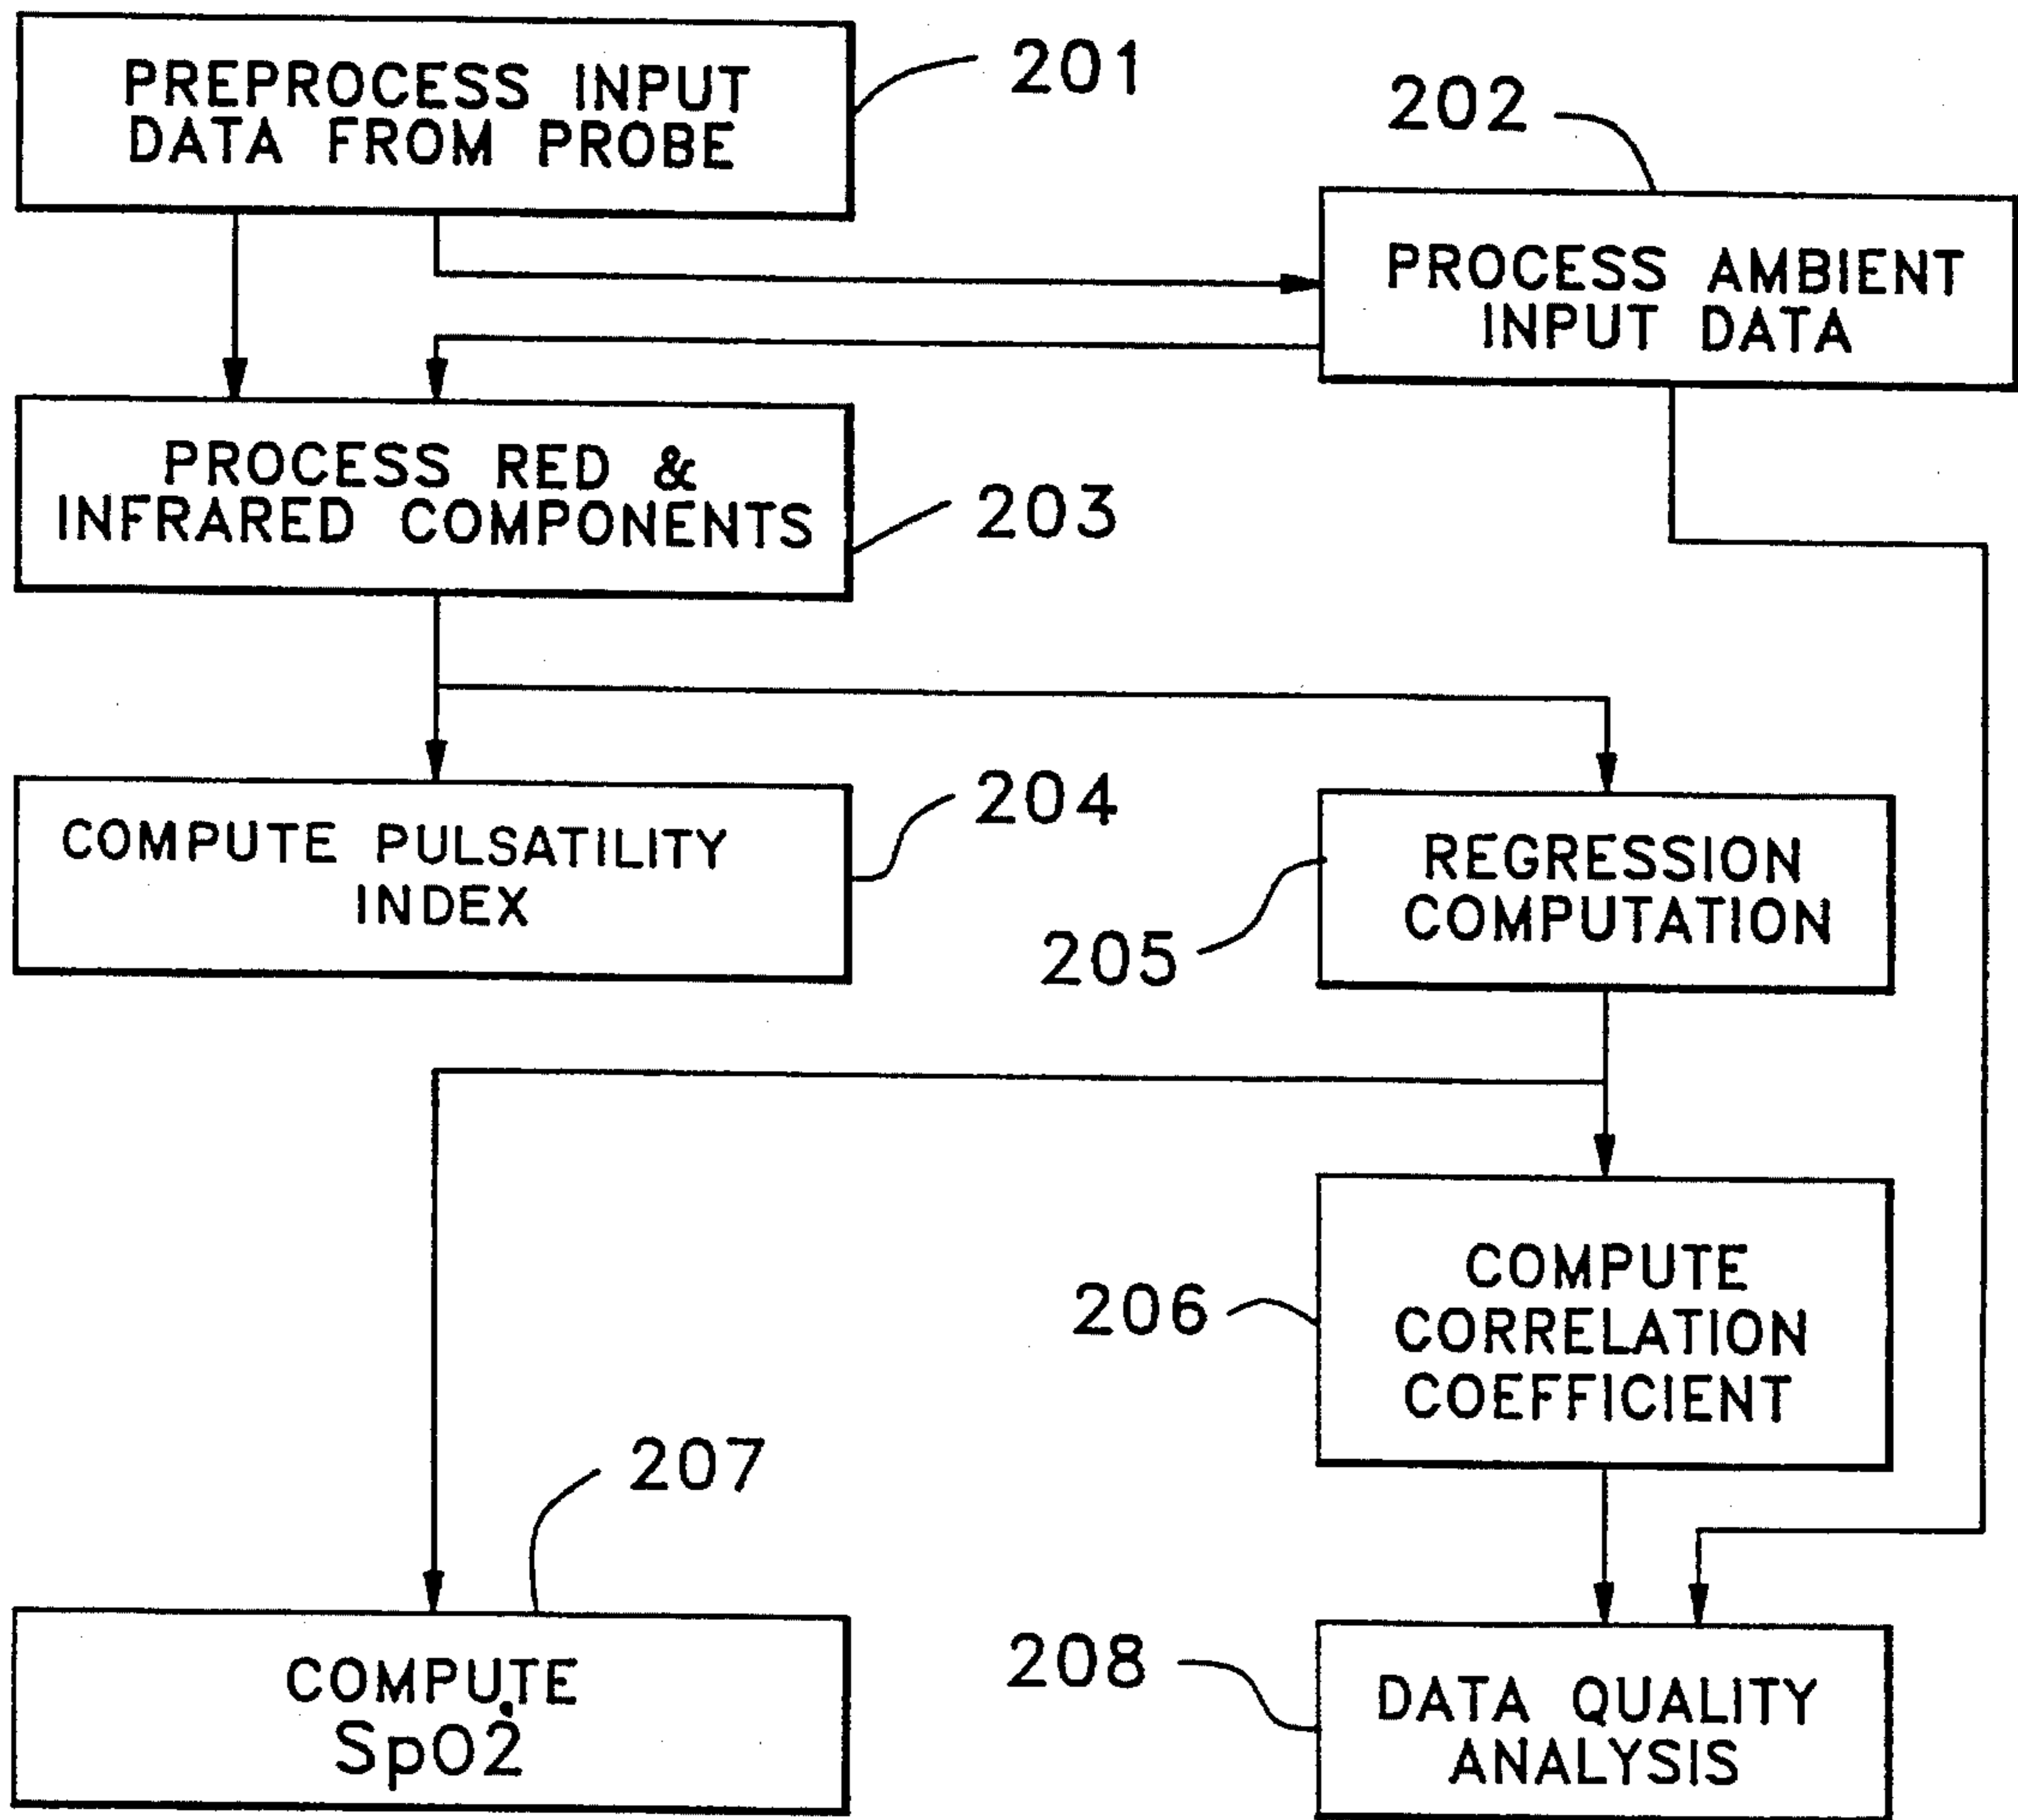 PREPROCESS INPUT
DATA FROM PROBE
201
202
PROCESS AMBIENT
INPUT DATA
PROCESS RED &
INFRARED COMPONENTS
203
COMPUTE PULSATILITY
INDEX
204
REGRESSION
COMPUTATION
205
COMPUTE
CORRELATION
COEFFICIENT
206
207
COMPUTE
SpO2
208
DATA QUALITY
ANALYSIS